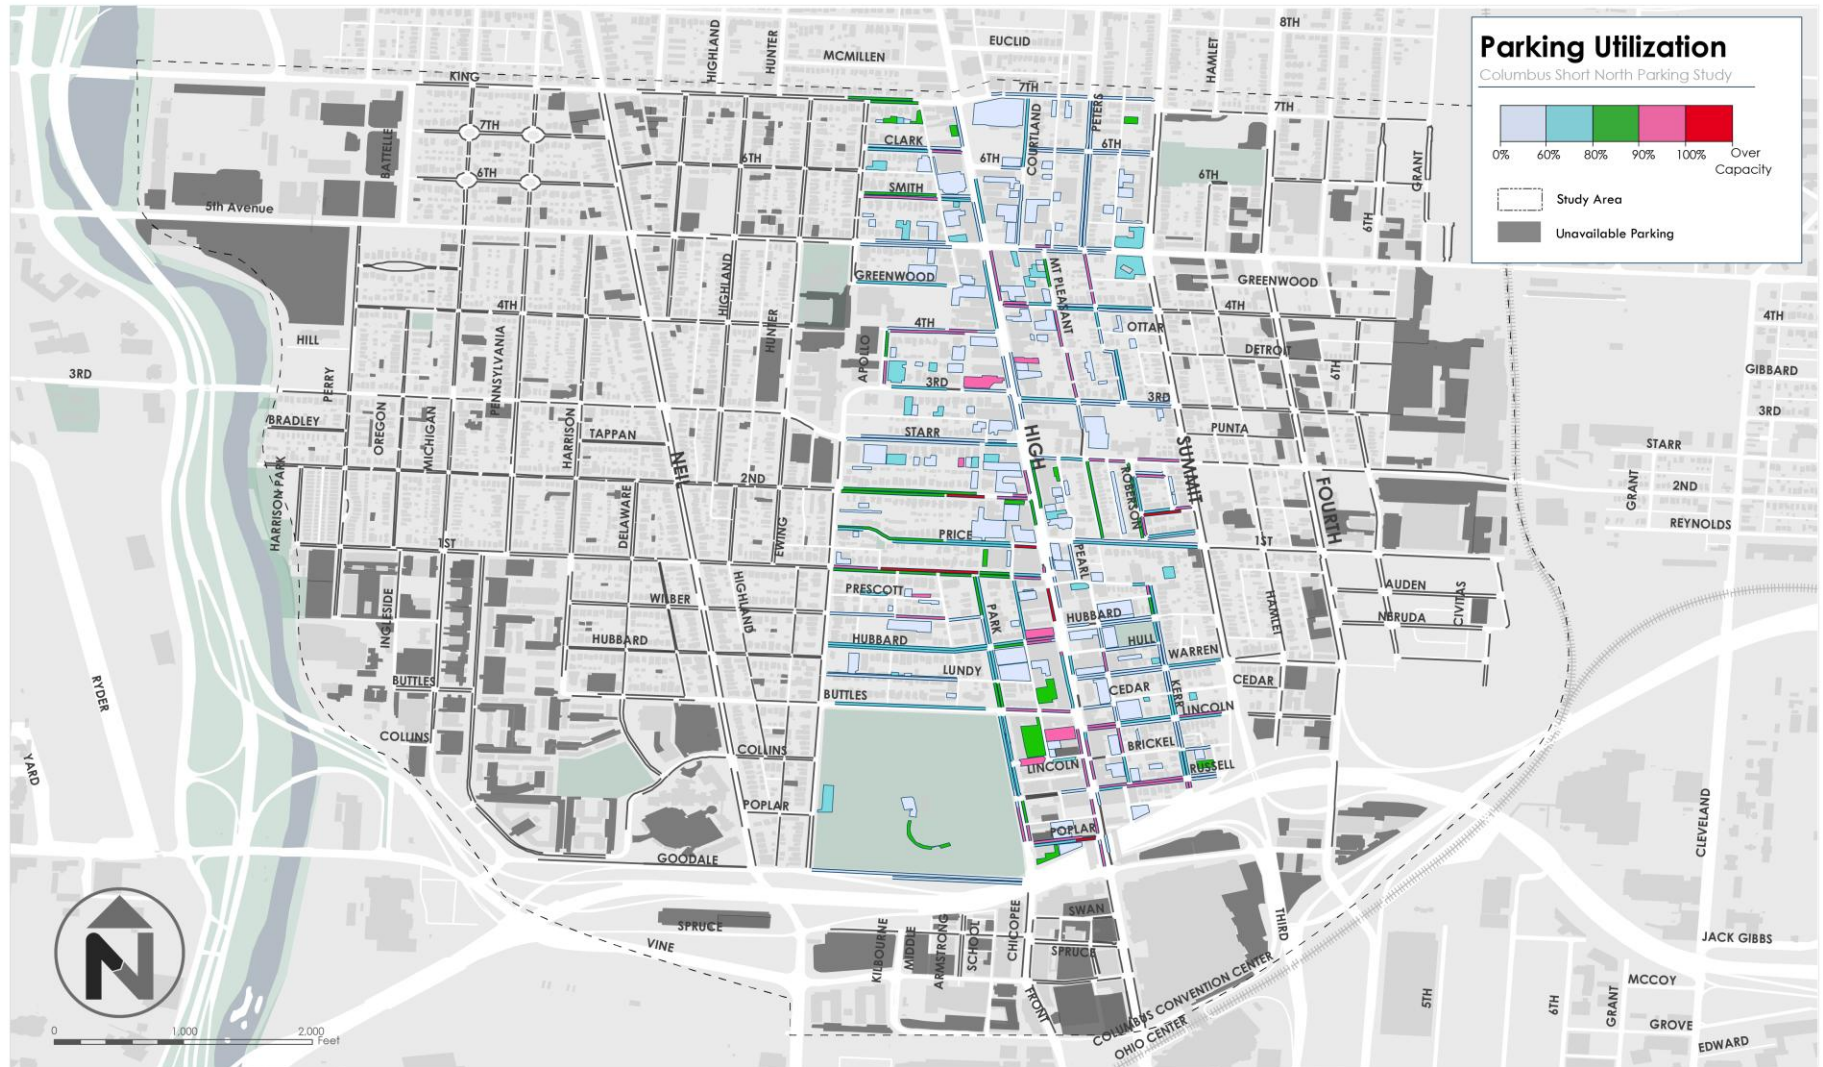 8TH
HIGHLAND
HUNTER
MCMILLEN
EUCLID
HAMLET
Parking Utilization
Columbus Short North Parking Study
0%
60%
80%
90%
100%
Over
Capacity
Study Area
Unavailable Parking
KING
7TH
7TH
PETERS
COURTLAND
7TH
BATTELLE
CLARK
6TH
6TH
6TH
6TH
6TH
GRANT
SMITH
5th Avenue
6TH
GREENWOOD
HIGHLAND
MT PLEASANT
GREENWOOD
4TH
4TH
4TH
4TH
OTTAR
HILL
PENSYLVANIA
HUNTER
APOLLO
DETROIT
6TH
GIBBARD
3RD
PERRY
3RD
3RD
3RD
BRADLEY
OREGON
MICHIGAN
HARRISON
TAPPAN
STARR
HIGH
PUNTA
STARR
NEIL
SUMMIT
HARRISON PARK
2ND
ROBERSON
FOURTH
GRANT
2ND
DELAWARE
EWING
REYNOLDS
1ST
PRICE
PEARL
1ST
INGLESIDE
WILBER
HIGHLAND
PRESCOTT
PARK
HUBBARD
HAMLET
AUDEN
CIVITAS
NERUDA
HUBBARD
HUBBARD
HULL
WARREN
RYDER
BUTTLES
LUNDY
BUTTLES
CEDAR
KERR
CEDAR
LINCOLN
COLLINS
COLLINS
BRICKEL
YARD
LINCOLN
RUSSELL
POPLAR
POPLAR
CLEVELAND
GOODALE
SPRUCE
VINE
KILBOURNE
MIDDLE
ARMSTRONG
SCHOOL
CHICOPEE
SWAN
SPRUCE
THIRD
JACK GIBBS
N
FRONT
COLUMBUS CONVENTION CENTER
OHIO CENTER
5TH
6TH
GRANT
MCCOY
GROVE
EDWARD
0
1,000
2,000
Feet